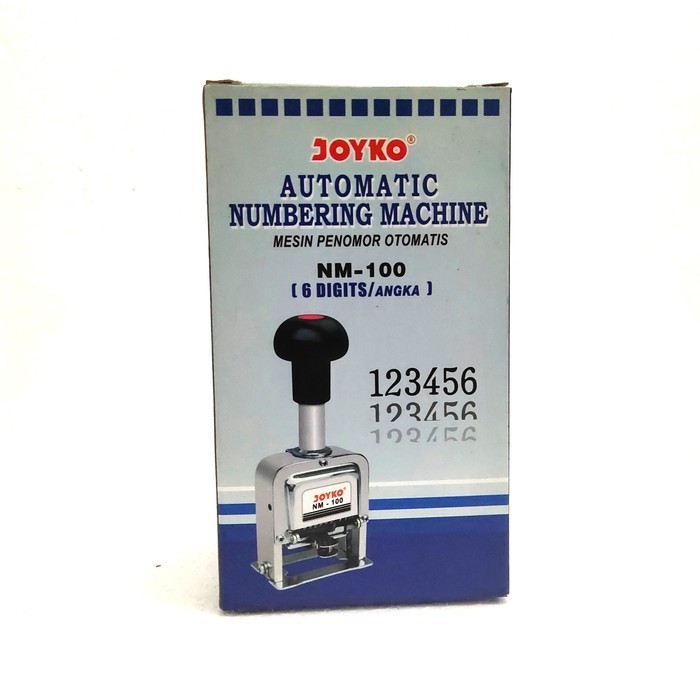 JOYKO®
AUTOMATIC
NUMBERING MACHINE
MESIN PENOMOR OTOMATIS
NM-100
( 6 DIGITS/ANGKA )
123456
123456
123456
JOYKO®
NM - 100